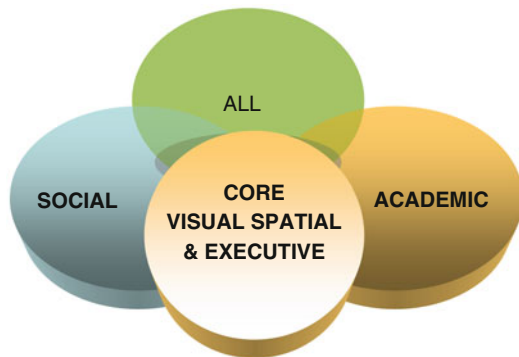 ALL
SOCIAL
CORE
VISUAL SPATIAL
& EXECUTIVE
ACADEMIC